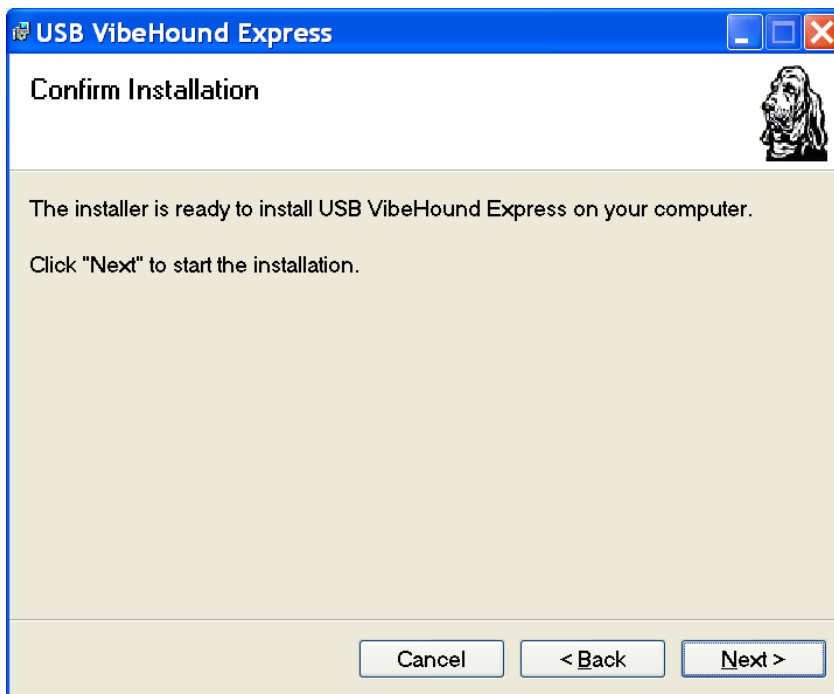 USB VibeHound Express
Confirm Installation
The installer is ready to install USB VibeHound Express on your computer.
Click "Next" to start the installation.
Cancel
< Back
Next >